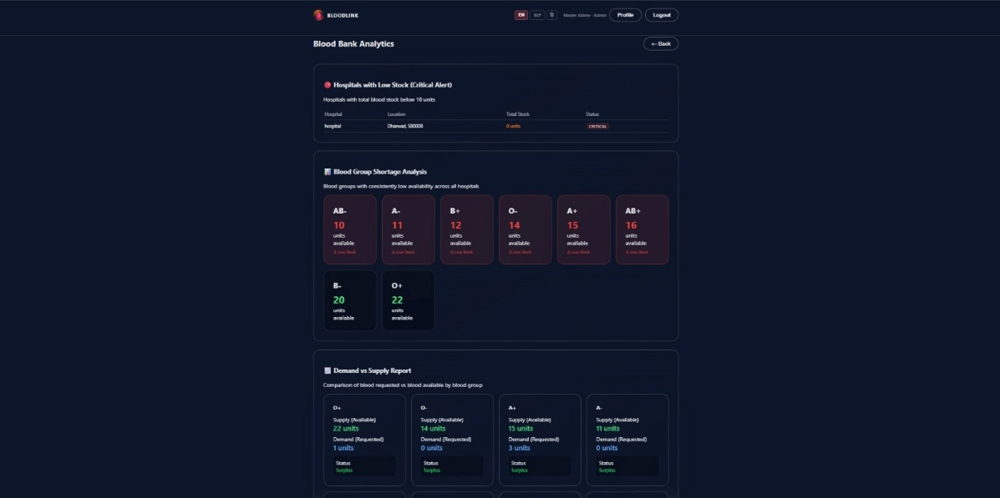 BLOODLINK
EN
Master Admin · Admin
Profile
Logout
Blood Bank Analytics
← Back
Hospitals with Low Stock (Critical Alert)
Hospitals with total blood stock below 10 units
Hospital Location Total Stock Status
hospital Dharwad, 580008 0 units CRITICAL
Blood Group Shortage Analysis
Blood groups with consistently low availability across all hospitals
AB-
10
units
available
⚠ Low Stock
A-
11
units
available
⚠ Low Stock
B+
12
units
available
⚠ Low Stock
O-
14
units
available
⚠ Low Stock
A+
15
units
available
⚠ Low Stock
AB+
16
units
available
⚠ Low Stock
B-
20
units
available
O+
22
units
available
Demand vs Supply Report
Comparison of blood requested vs blood available by blood group
O+
Supply (Available)
22 units
Demand (Requested)
1 units
Status
Surplus
O-
Supply (Available)
14 units
Demand (Requested)
0 units
Status
Surplus
A+
Supply (Available)
15 units
Demand (Requested)
3 units
Status
Surplus
A-
Supply (Available)
11 units
Demand (Requested)
0 units
Status
Surplus